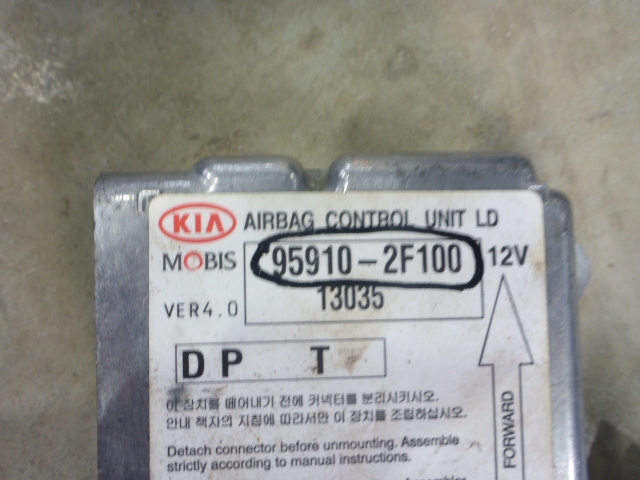 KIA AIRBAG CONTROL UNIT LD
MOBIS 95910-2F100 12V
VER4.0 13035
DP T
이 장치를 떼어내기 전에 커넥터를 분리시키시오.
안내 책자의 지침에 따라서만 이 장치를 조립하십시오.
Detach connector before unmounting. Assemble
strictly according to manual instructions.
FORWARD